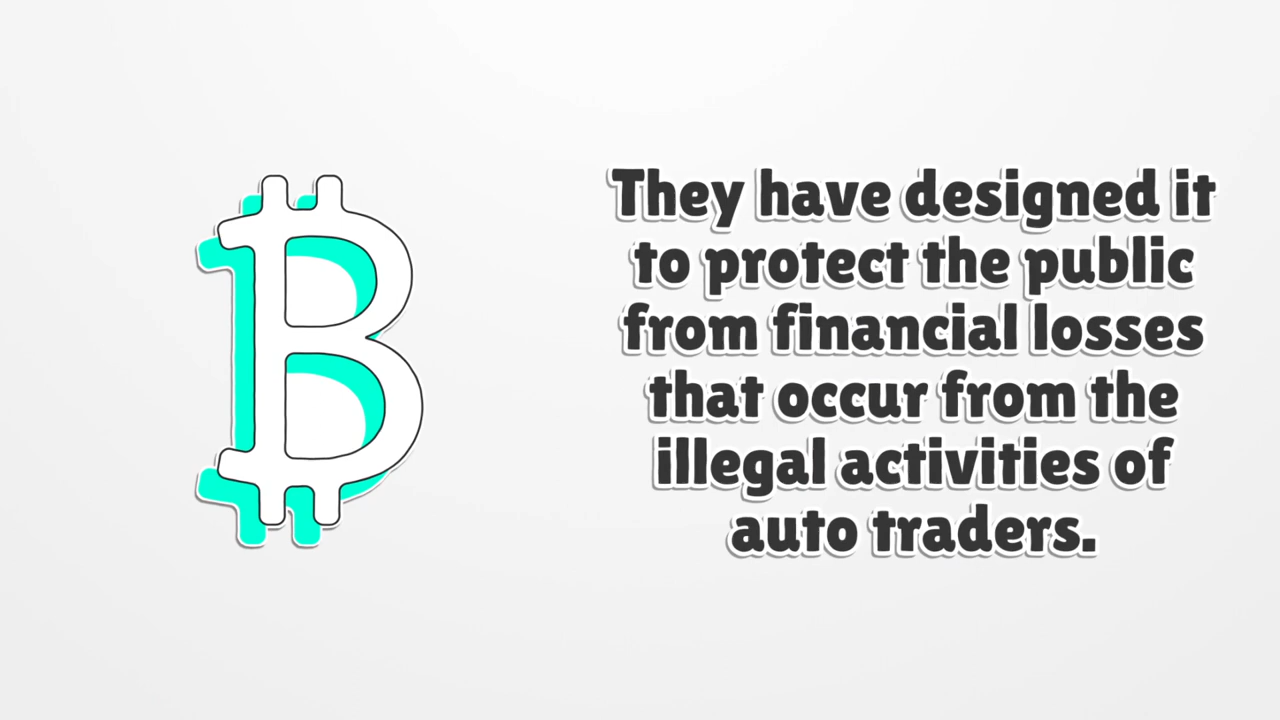 They have designed it
to protect the public
from financial losses
that occur from the
illegal activities of
auto traders.